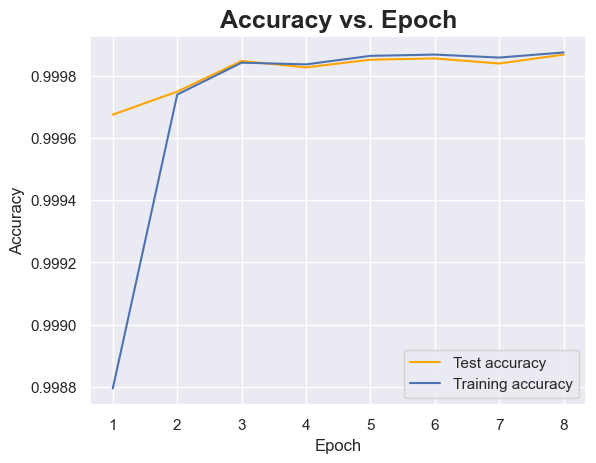 Accuracy vs. Epoch
Accuracy
0.9998
0.9996
0.9994
0.9992
0.9990
0.9988
Test accuracy
Training accuracy
1 2 3 4 5 6 7 8
Epoch